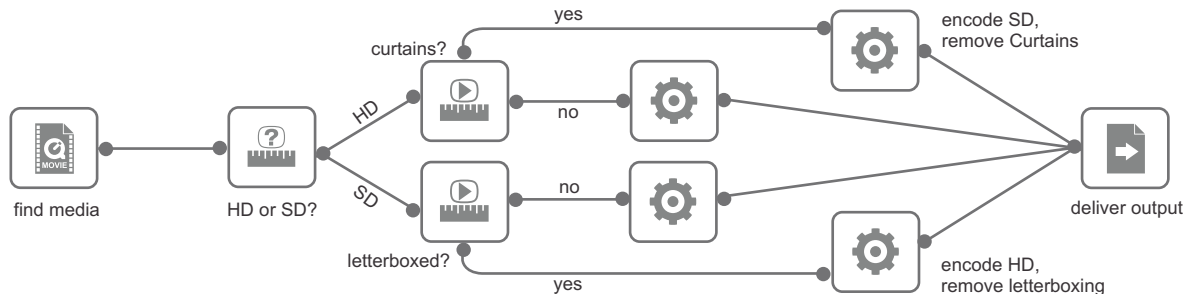 yes
encode SD,
remove Curtains
curtains?
HD
no
MOVIE
?
find media
HD or SD?
SD
no
deliver output
letterboxed?
yes
encode HD,
remove letterboxing